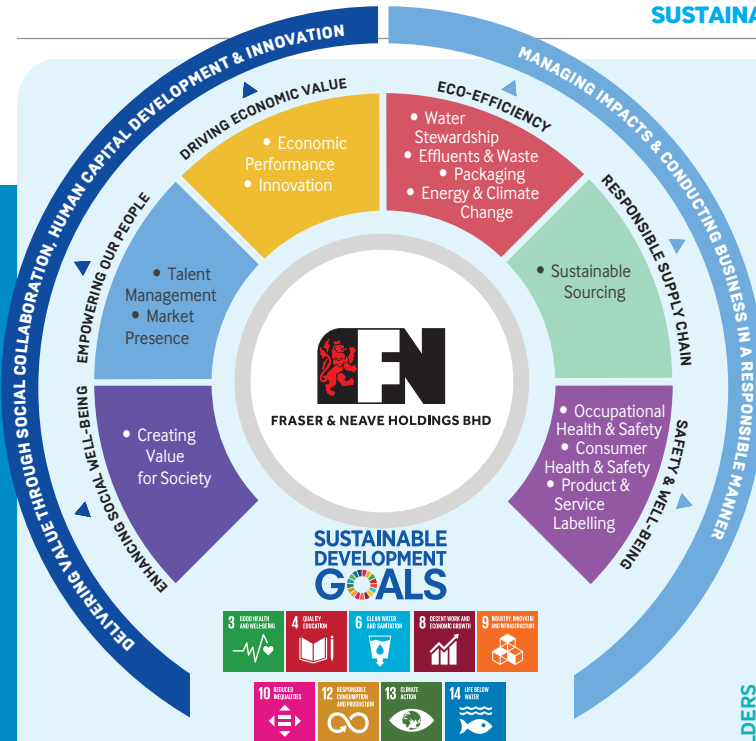 SUSTAINA
DELIVERING VALUE THROUGH SOCIAL COLLABORATION, HUMAN CAPITAL DEVELOPMENT & INNOVATION
MANAGING IMPACTS & CONDUCTING BUSINESS IN A RESPONSIBLE MANNER
ENHANCING SOCIAL WELL-BEING
• Creating
Value
for Society
EMPOWERING OUR PEOPLE
• Talent
Management
• Market
Presence
DRIVING ECONOMIC VALUE
• Economic
Performance
• Innovation
ECO-EFFICIENCY
• Water
Stewardship
• Effluents & Waste
• Packaging
• Energy & Climate
Change
RESPONSIBLE SUPPLY CHAIN
• Sustainable
Sourcing
SAFETY & WELL-BEING
• Occupational
Health & Safety
• Consumer
Health & Safety
• Product &
Service
Labelling
FN
FRASER & NEAVE HOLDINGS BHD
SUSTAINABLE
DEVELOPMENT
GOALS
3 GOOD HEALTH
AND WELL-BEING
4 QUALITY
EDUCATION
6 CLEAN WATER
AND SANITATION
8 DECENT WORK AND
ECONOMIC GROWTH
9 INDUSTRY, INNOVATIO
AND INFRASTRUCTURE
10 REDUCED
INEQUALITIES
12 RESPONSIBLE
CONSUMPTION
AND PRODUCTION
13 CLIMATE
ACTION
14 LIFE BELOW
WATER
LDERS